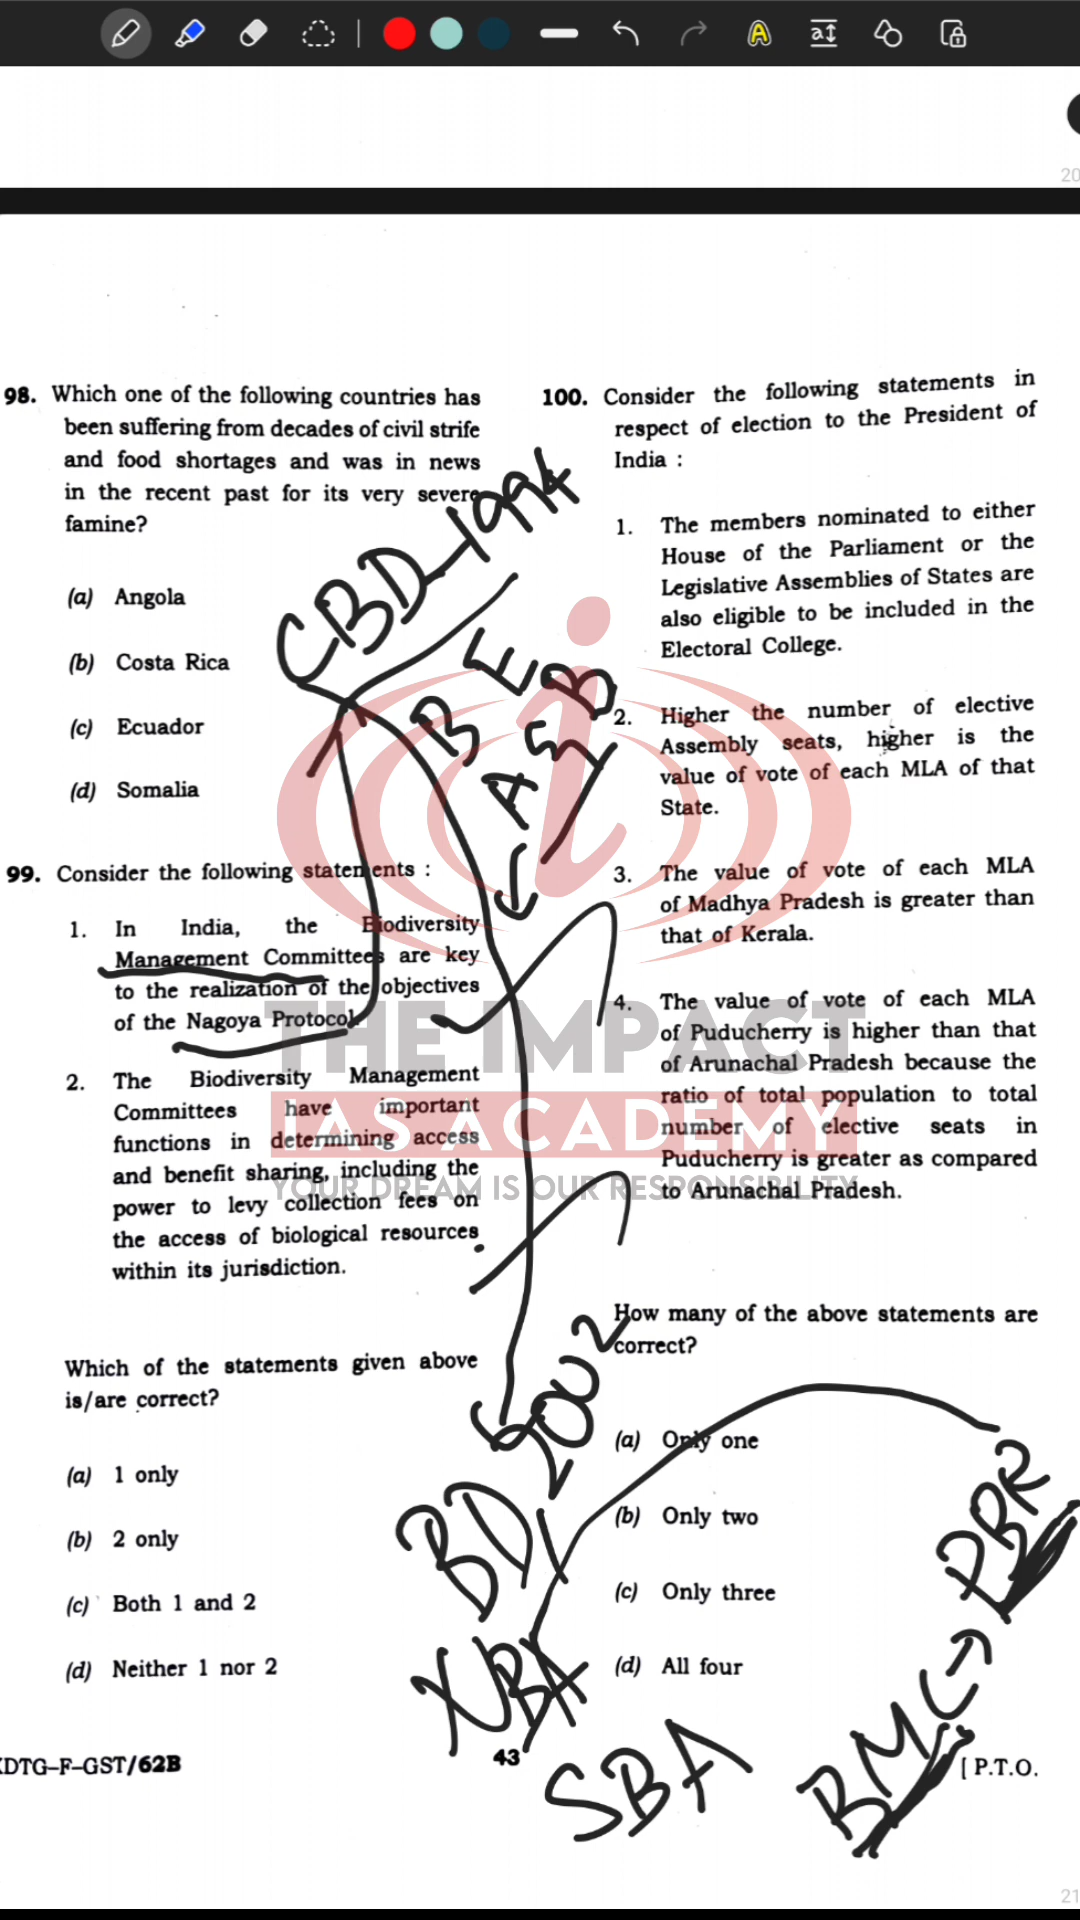 20
98. Which one of the following countries has
been suffering from decades of civil strife
and food shortages and was in news
in the recent past for its very severe
famine?
(a) Angola
(b) Costa Rica
(c) Ecuador
(d) Somalia
99. Consider the following statements :
1. In India, the Biodiversity
Management Committees are key
to the realization of the objectives
of the Nagoya Protocol.
2. The Biodiversity Management
Committees have important
functions in determining access
and benefit sharing, including the
power to levy collection fees on
the access of biological resources
within its jurisdiction.
Which of the statements given above
is/are correct?
(a) 1 only
(b) 2 only
(c) Both 1 and 2
(d) Neither 1 nor 2
100. Consider the following statements in
respect of election to the President of
India :
1. The members nominated to either
House of the Parliament or the
Legislative Assemblies of States are
also eligible to be included in the
Electoral College.
2. Higher the number of elective
Assembly seats, higher is the
value of vote of each MLA of that
State.
3. The value of vote of each MLA
of Madhya Pradesh is greater than
that of Kerala.
4. The value of vote of each MLA
of Puducherry is higher than that
of Arunachal Pradesh because the
ratio of total population to total
number of elective seats in
Puducherry is greater as compared
to Arunachal Pradesh.
How many of the above statements are
correct?
(a) Only one
(b) Only two
(c) Only three
(d) All four
CBD-1994
THE IMPACT
IAS ACADEMY
YOUR DREAM IS OUR RESPONSIBILITY
NBA
SBA
BMC → PBR
DTG-F-GST/62B
43
[ P.T.O.
21